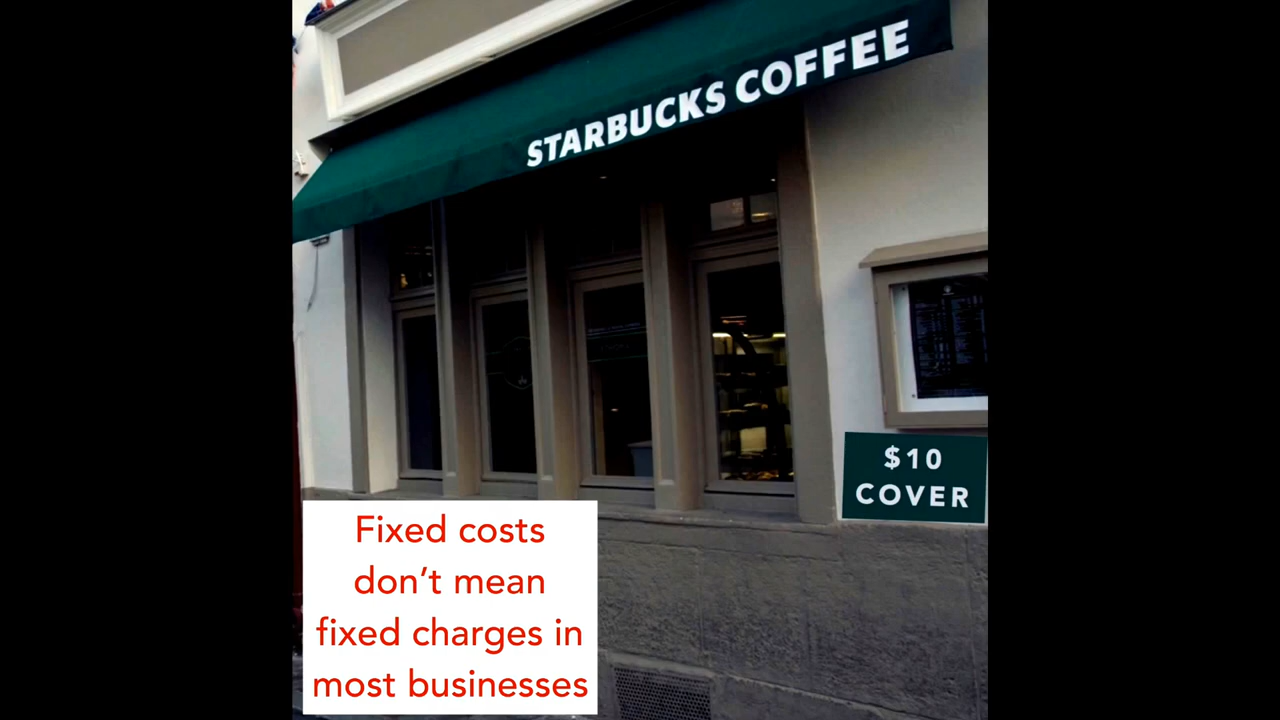 STARBUCKS COFFEE
$10
COVER
Fixed costs
don't mean
fixed charges in
most businesses